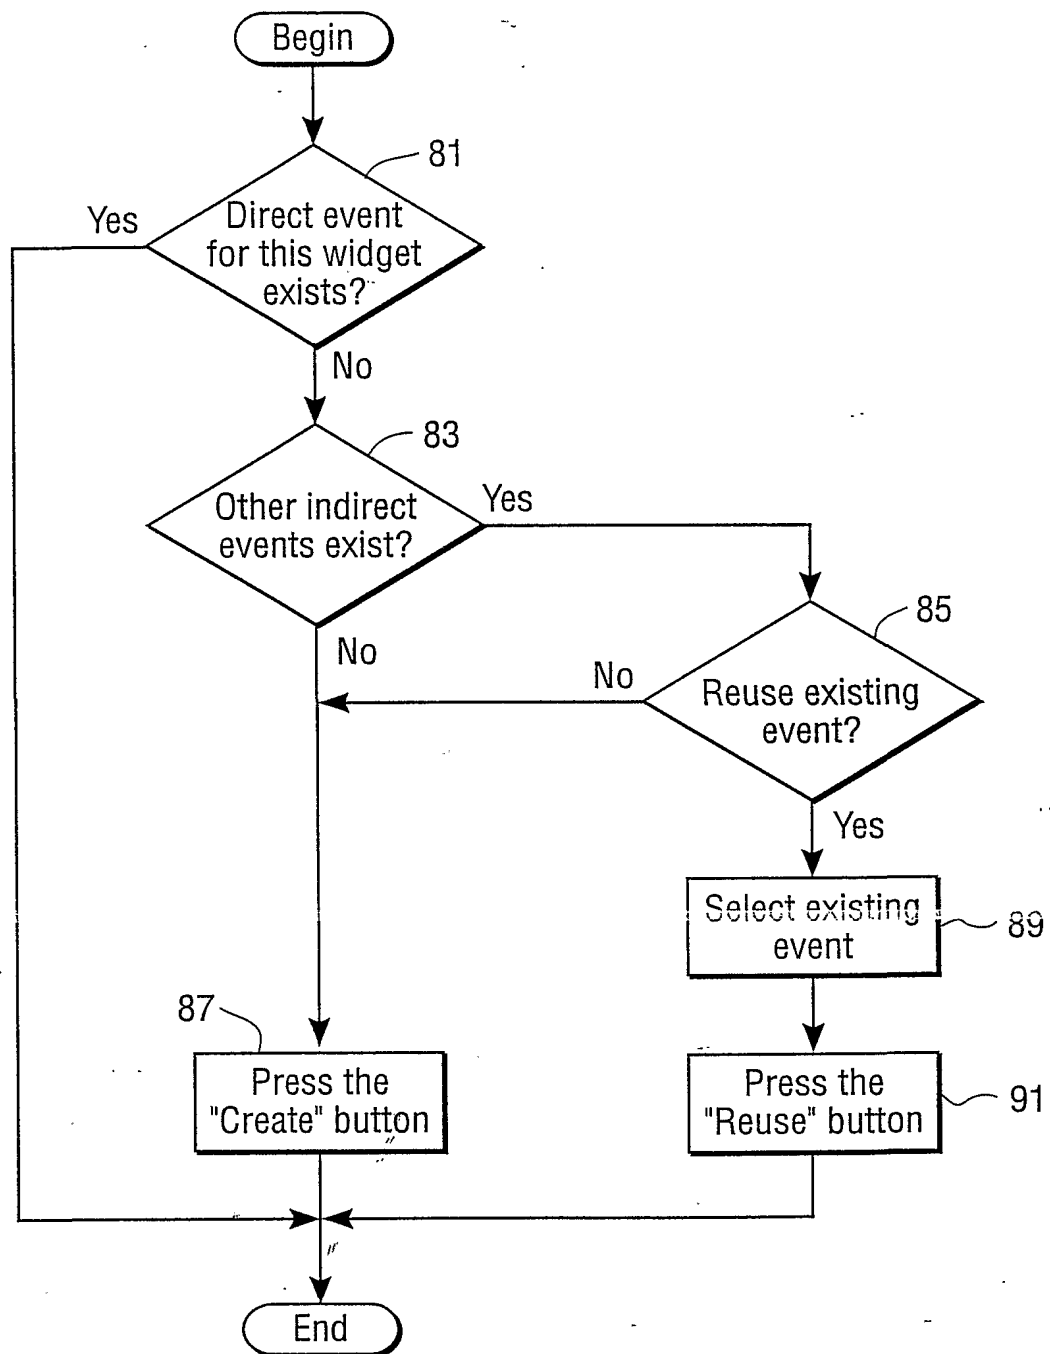 Begin
81
Yes
Direct event
for this widget
exists?
No
83
Other indirect
events exist?
Yes
No
85
No
Reuse existing
event?
Yes
Select existing
event
89
87
Press the
"Create" button
Press the
"Reuse" button
91
End